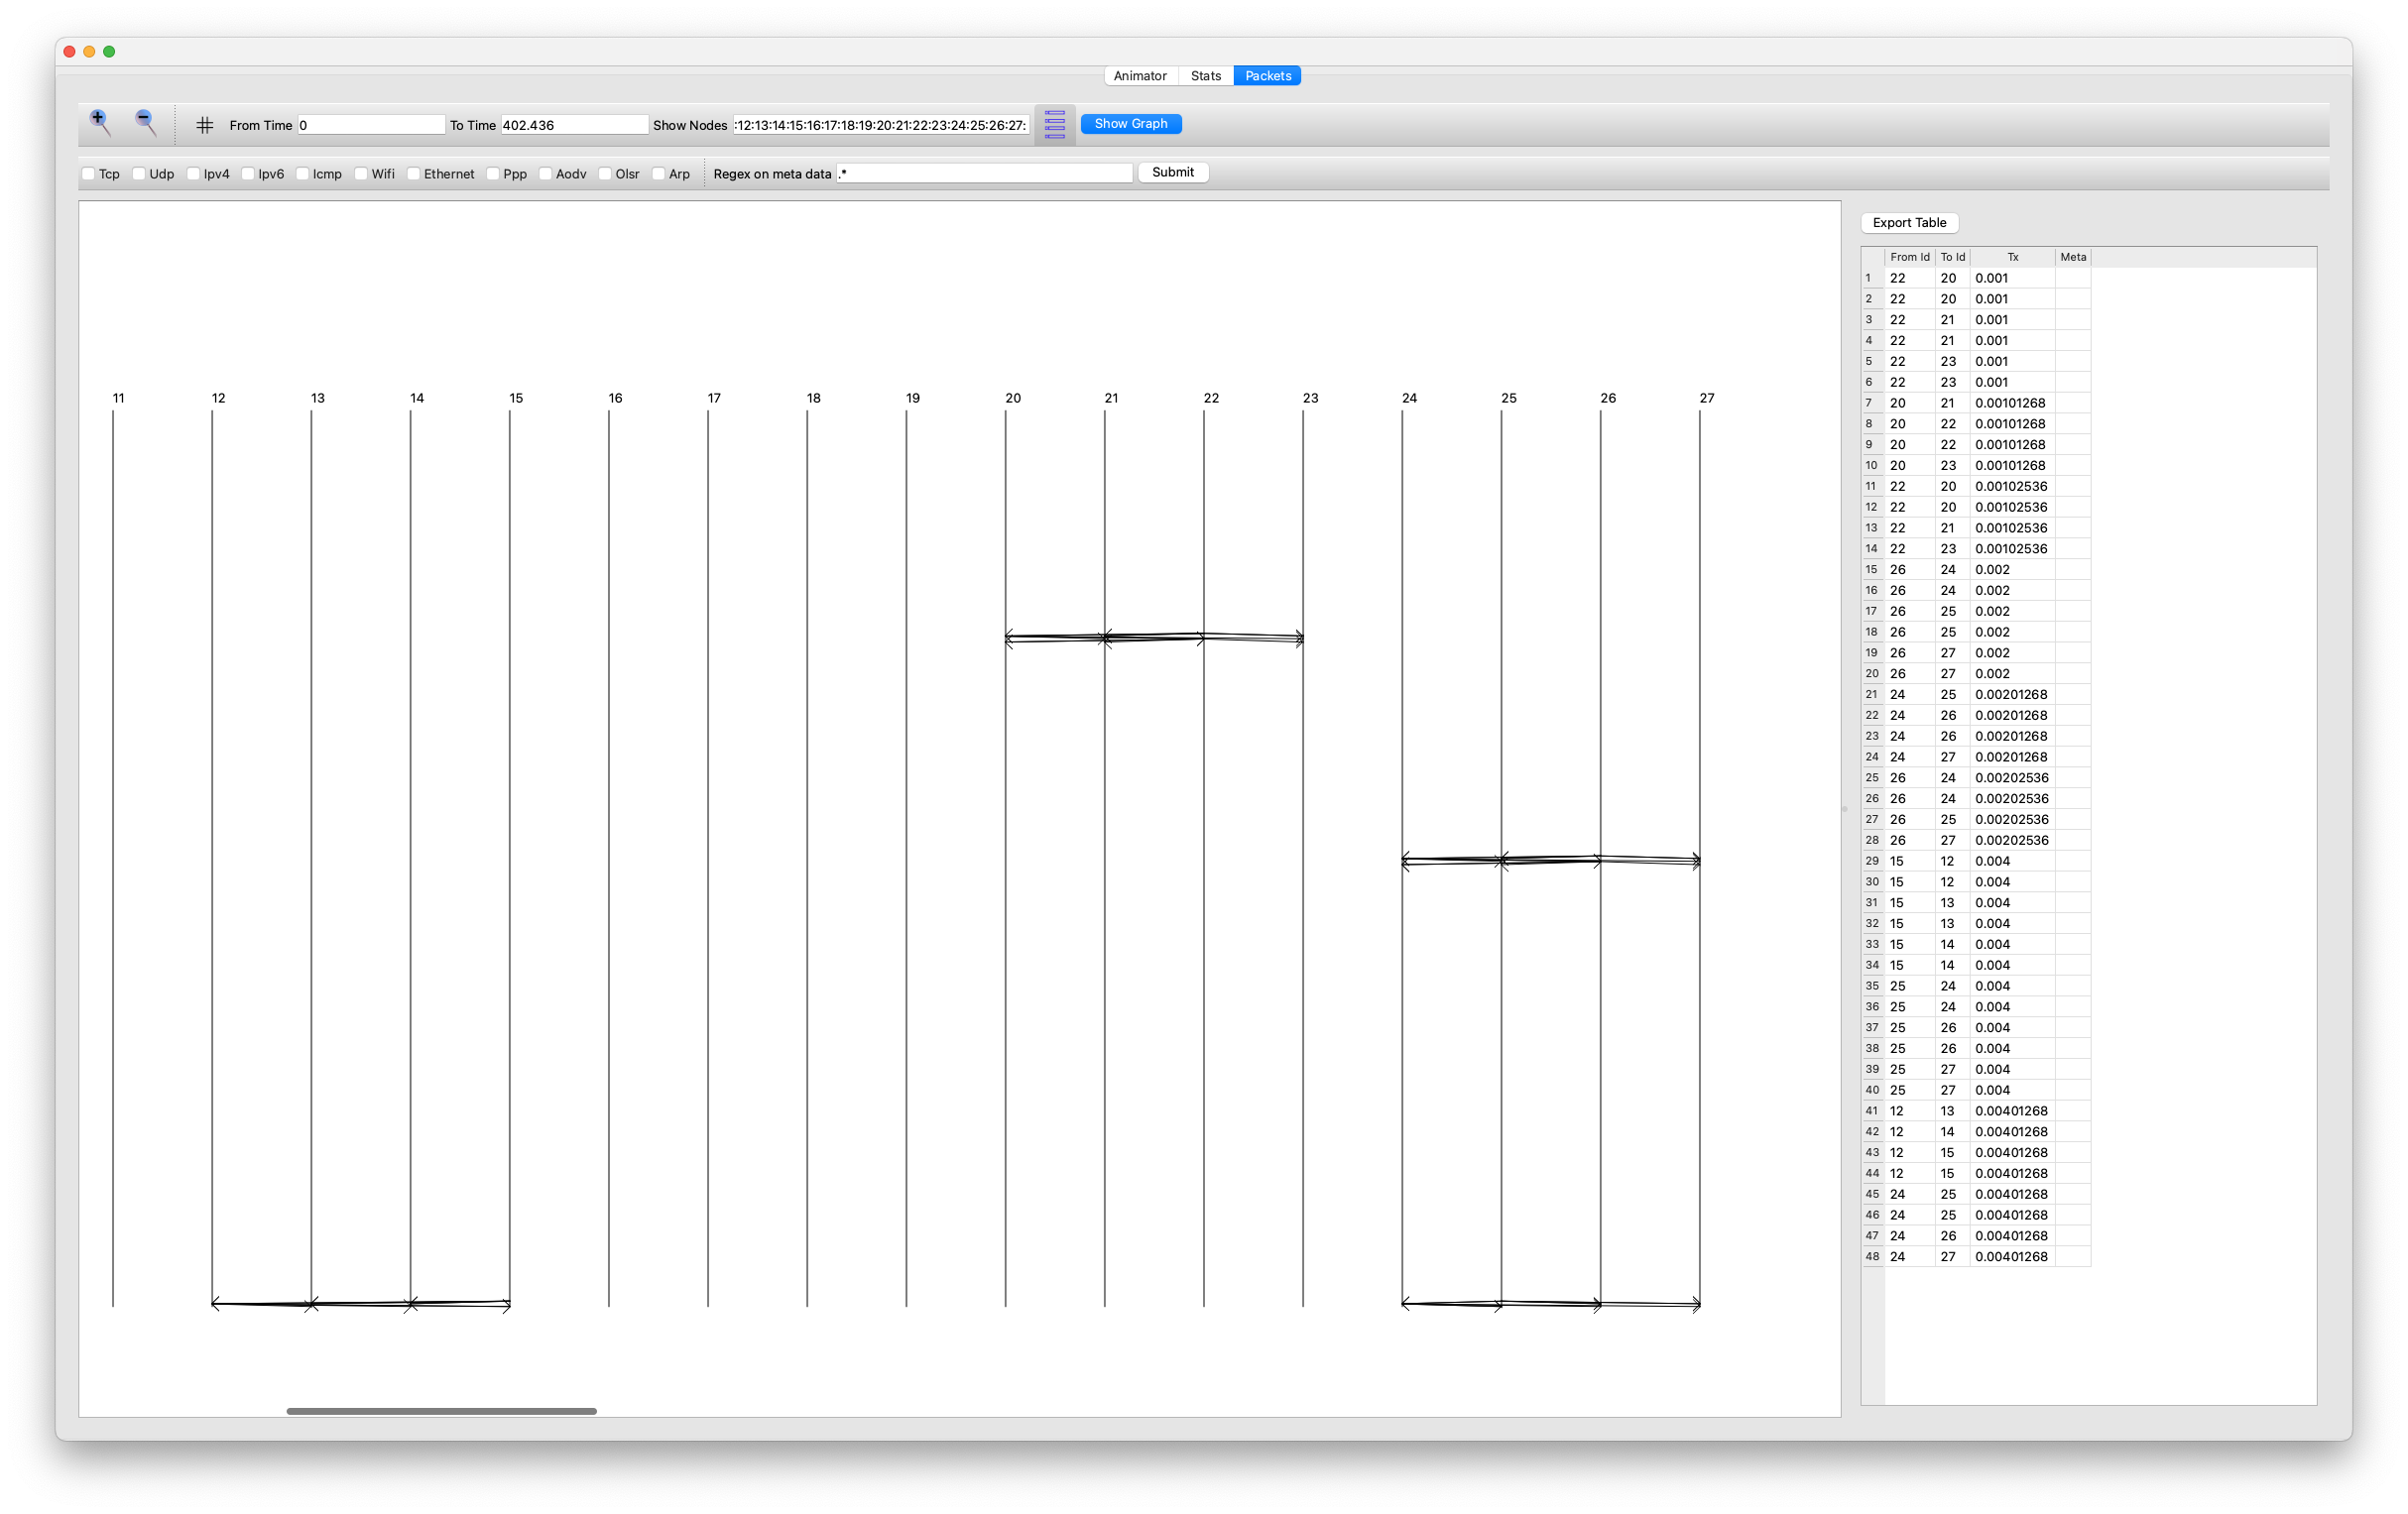 Animator Stats Packets
From Time 0 To Time 402.436 Show Nodes :12:13:14:15:16:17:18:19:20:21:22:23:24:25:26:27: Show Graph
Tcp Udp Ipv4 Ipv6 Icmp Wifi Ethernet Ppp Aodv Olsr Arp Regex on meta data .* Submit
11 12 13 14 15 16 17 18 19 20 21 22 23 24 25 26 27
Export Table
From Id To Id Tx Meta
1 22 20 0.001
2 22 20 0.001
3 22 21 0.001
4 22 21 0.001
5 22 23 0.001
6 22 23 0.001
7 20 21 0.00101268
8 20 22 0.00101268
9 20 22 0.00101268
10 20 23 0.00101268
11 22 20 0.00102536
12 22 20 0.00102536
13 22 21 0.00102536
14 22 23 0.00102536
15 26 24 0.002
16 26 24 0.002
17 26 25 0.002
18 26 25 0.002
19 26 27 0.002
20 26 27 0.002
21 24 25 0.00201268
22 24 26 0.00201268
23 24 26 0.00201268
24 24 27 0.00201268
25 26 24 0.00202536
26 26 24 0.00202536
27 26 25 0.00202536
28 26 27 0.00202536
29 15 12 0.004
30 15 12 0.004
31 15 13 0.004
32 15 13 0.004
33 15 14 0.004
34 15 14 0.004
35 25 24 0.004
36 25 24 0.004
37 25 26 0.004
38 25 26 0.004
39 25 27 0.004
40 25 27 0.004
41 12 13 0.00401268
42 12 14 0.00401268
43 12 15 0.00401268
44 12 15 0.00401268
45 24 25 0.00401268
46 24 25 0.00401268
47 24 26 0.00401268
48 24 27 0.00401268